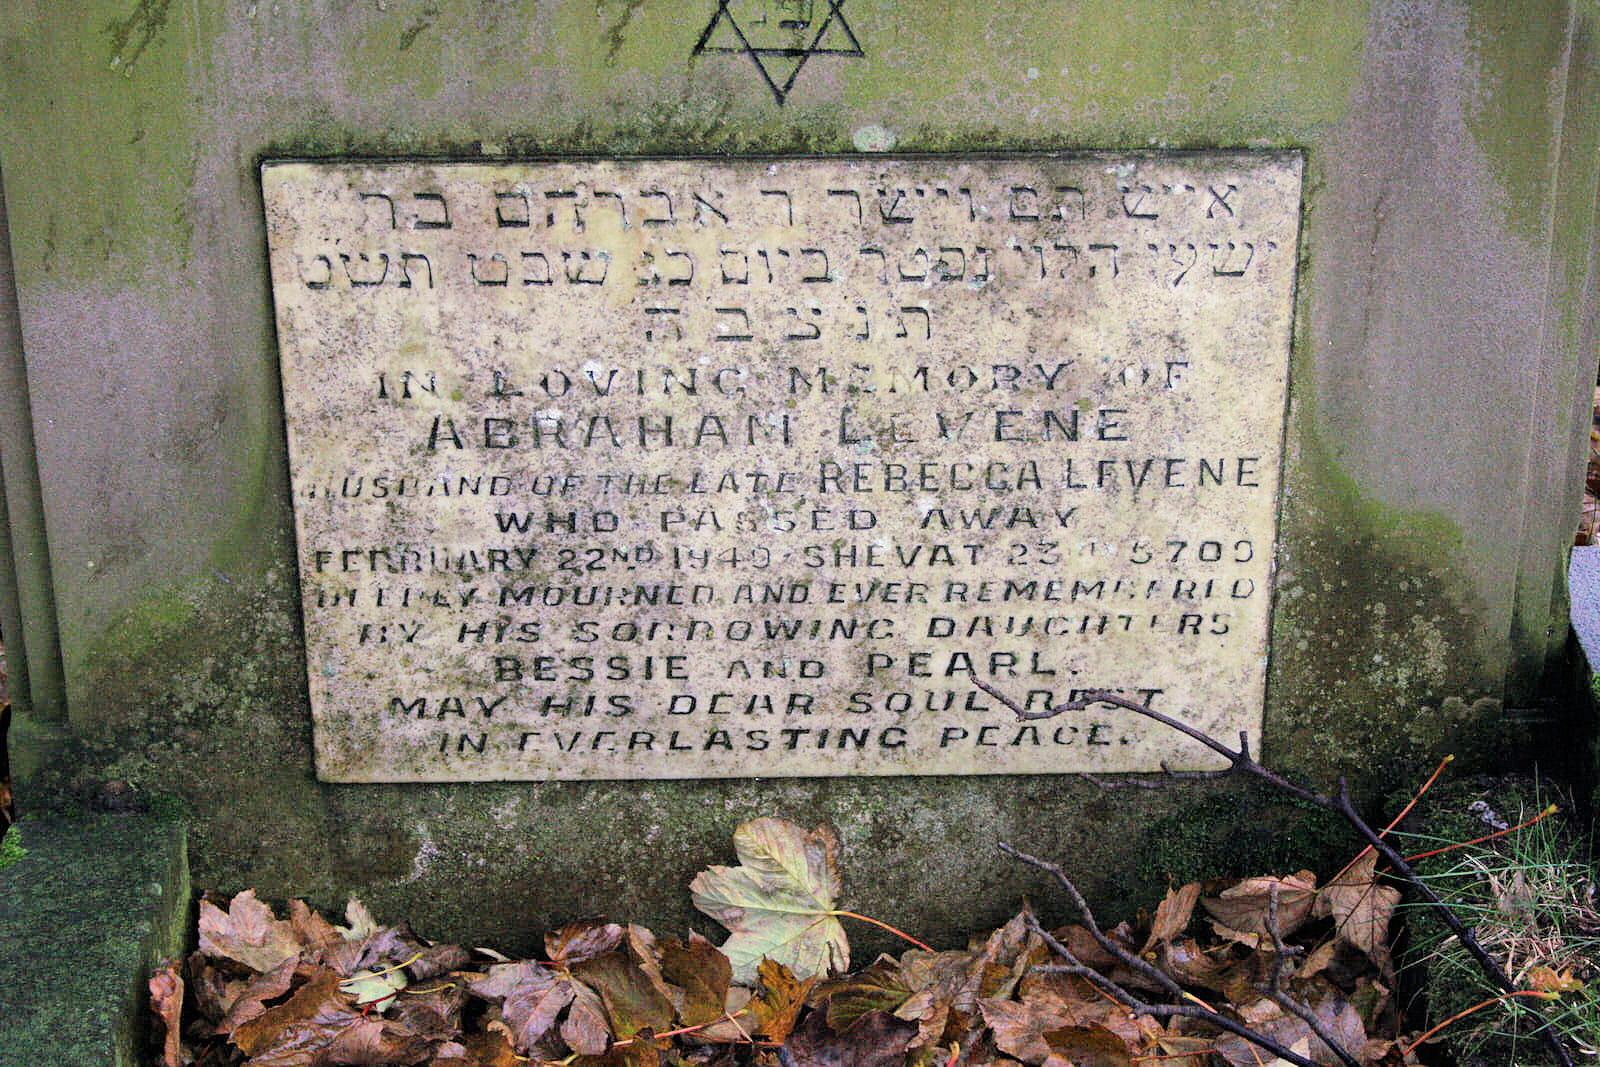 פ נ
איש תם וישר ר אברהם בר
ישעי הלוי נפטר ביום כג שבט תשט
ת נ צ ב ה
IN LOVING MEMORY OF
ABRAHAM LEVENE
HUSBAND OF THE LATE REBECCA LEVENE
WHO PASSED AWAY
FEBRUARY 22ND 1949 SHEVAT 23RD 5709
DEEPLY MOURNED AND EVER REMEMBERED
BY HIS SORROWING DAUGHTERS
BESSIE AND PEARL.
MAY HIS DEAR SOUL REST
IN EVERLASTING PEACE.